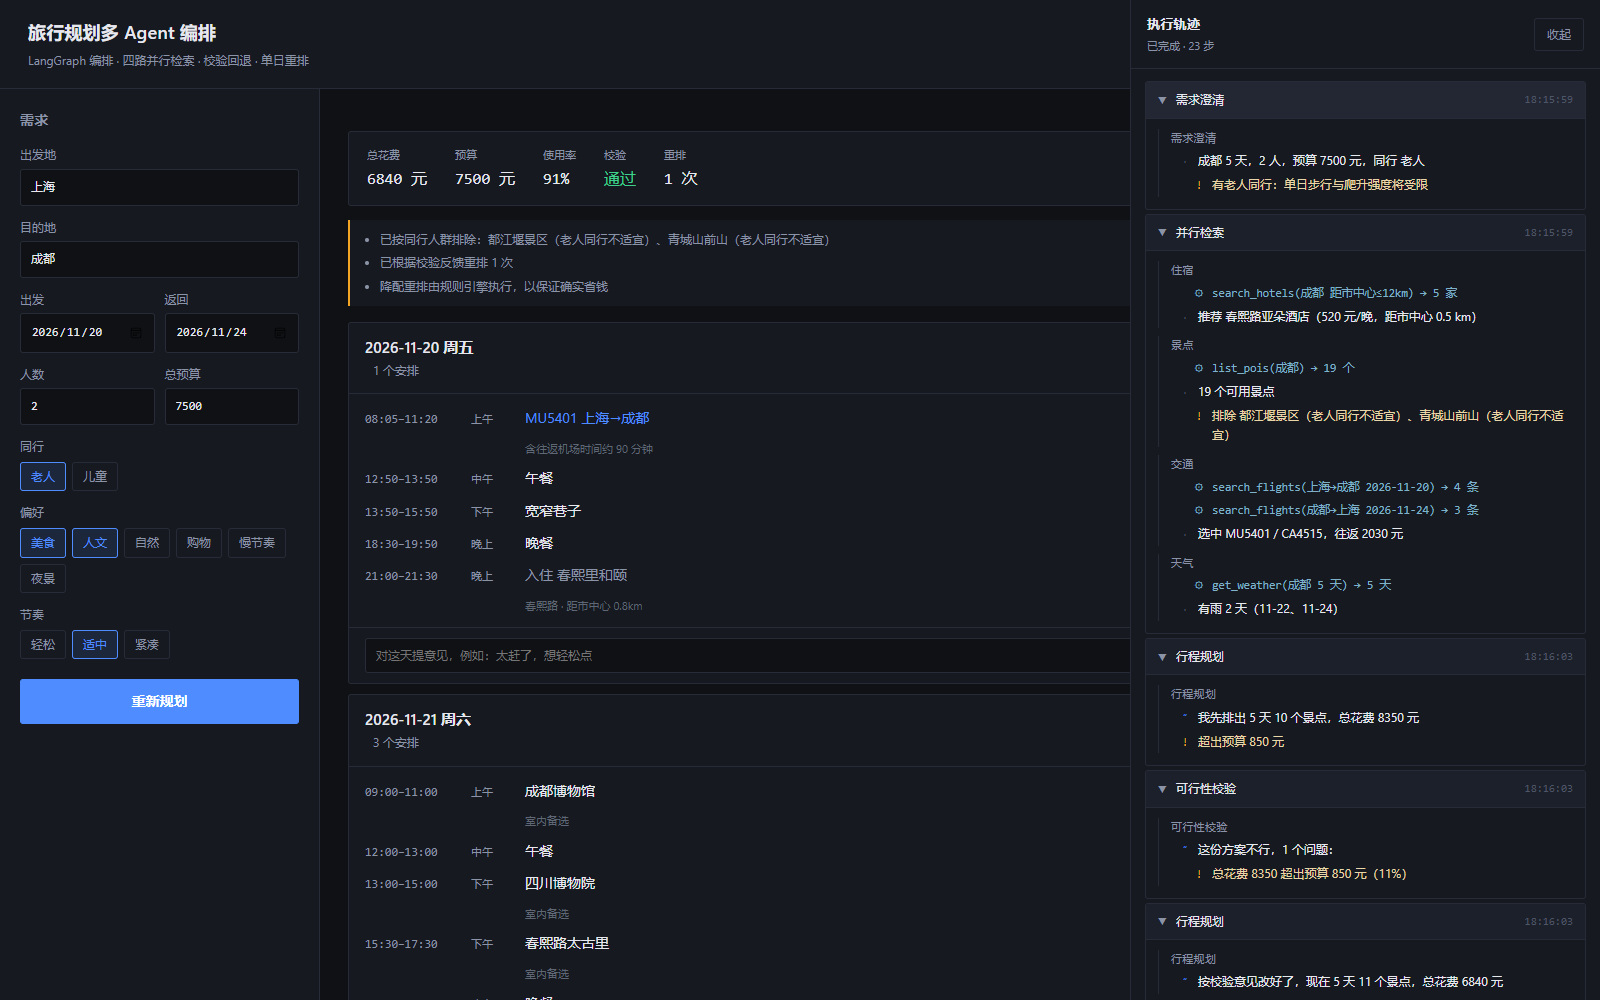 旅行规划多 Agent 编排
LangGraph 编排 · 四路并行检索 · 校验回退 · 单日重排
需求
出发地
上海
目的地
成都
出发 返回
2026/11/20 2026/11/24
人数 总预算
2 7500
同行
老人 儿童
偏好
美食 人文 自然 购物 慢节奏
夜景
节奏
轻松 适中 紧凑
重新规划
总花费 预算 使用率 校验 重排
6840 元 7500 元 91% 通过 1 次
已按同行人群排除：都江堰景区（老人同行不适宜）、青城山前山（老人同行不适宜）
已根据校验反馈重排 1 次
降配重排由规则引擎执行，以保证确实省钱
2026-11-20 周五
1 个安排
08:05–11:20 上午 MU5401 上海→成都
含往返机场时间约 90 分钟
12:50–13:50 中午 午餐
13:50–15:50 下午 宽窄巷子
18:30–19:50 晚上 晚餐
21:00–21:30 晚上 入住 春熙里和颐
春熙路 · 距市中心 0.8km
对这天提意见，例如：太赶了，想轻松点
2026-11-21 周六
3 个安排
09:00–11:00 上午 成都博物馆
室内备选
12:00–13:00 中午 午餐
13:00–15:00 下午 四川博物院
室内备选
15:30–17:30 下午 春熙路太古里
室内备选
执行轨迹
已完成 · 23 步
收起
▼ 需求澄清 18:15:59
需求澄清
· 成都 5 天，2 人，预算 7500 元，同行 老人
! 有老人同行：单日步行与爬升强度将受限
▼ 并行检索 18:15:59
住宿
⚙ search_hotels(成都 距市中心≤12km) → 5 家
· 推荐 春熙路亚朵酒店（520 元/晚，距市中心 0.5 km）
景点
⚙ list_pois(成都) → 19 个
· 19 个可用景点
! 排除 都江堰景区（老人同行不适宜）、青城山前山（老人同行不适
宜）
交通
⚙ search_flights(上海→成都 2026-11-20) → 4 条
⚙ search_flights(成都→上海 2026-11-24) → 3 条
· 选中 MU5401 / CA4515，往返 2030 元
天气
⚙ get_weather(成都 5 天) → 5 天
· 有雨 2 天（11-22、11-24）
▼ 行程规划 18:16:03
行程规划
我先排出 5 天 10 个景点，总花费 8350 元
! 超出预算 850 元
▼ 可行性校验 18:16:03
可行性校验
这份方案不行，1 个问题：
! 总花费 8350 超出预算 850 元（11%）
▼ 行程规划 18:16:03
行程规划
按校验意见改好了，现在 5 天 11 个景点，总花费 6840 元